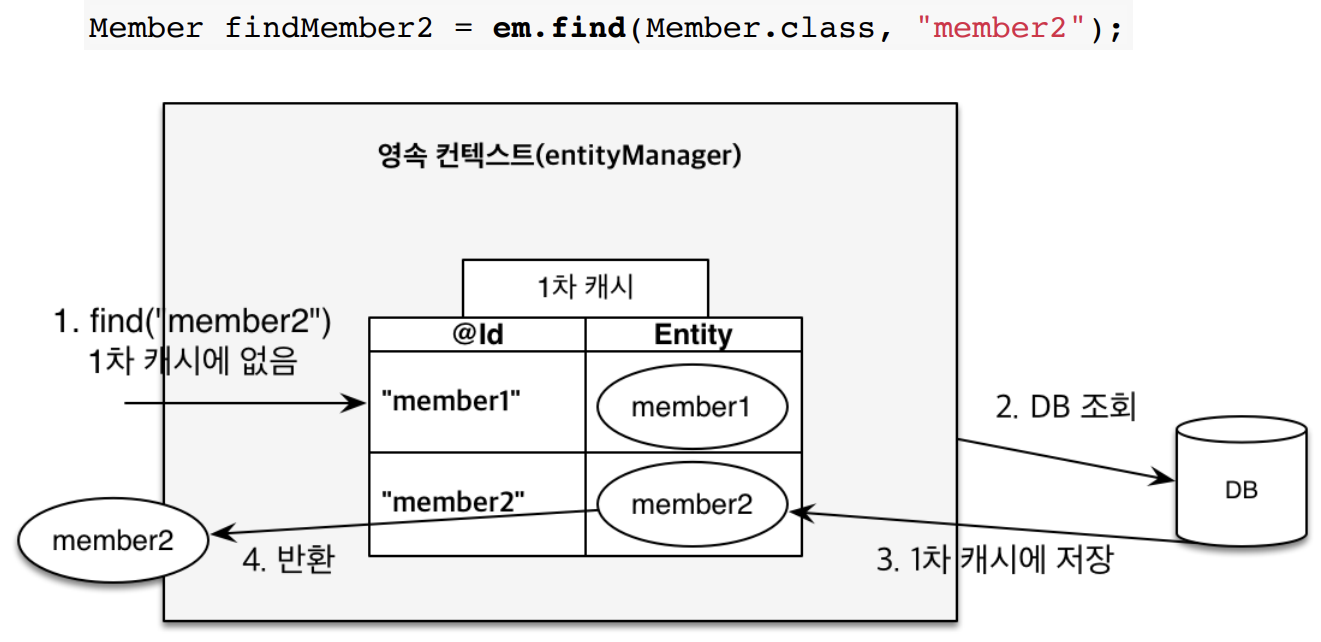 Member findMember2 = em.find(Member.class, "member2");
영속 컨텍스트(entityManager)
1차 캐시
1. find("member2")
1차 캐시에 없음
@Id Entity
"member1" member1
2. DB 조회
DB
"member2" member2
member2
4. 반환
3. 1차 캐시에 저장